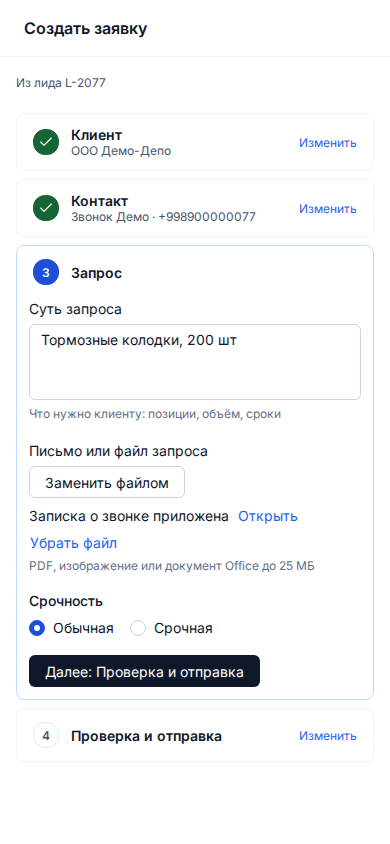 Создать заявку
Из лида L-2077
Клиент
ООО Демо-Депо
Изменить
Контакт
Звонок Демо · +998900000077
Изменить
3
Запрос
Суть запроса
Тормозные колодки, 200 шт
Что нужно клиенту: позиции, объём, сроки
Письмо или файл запроса
Заменить файлом
Записка о звонке приложена Открыть
Убрать файл
PDF, изображение или документ Office до 25 МБ
Срочность
Обычная Срочная
Далее: Проверка и отправка
4
Проверка и отправка
Изменить